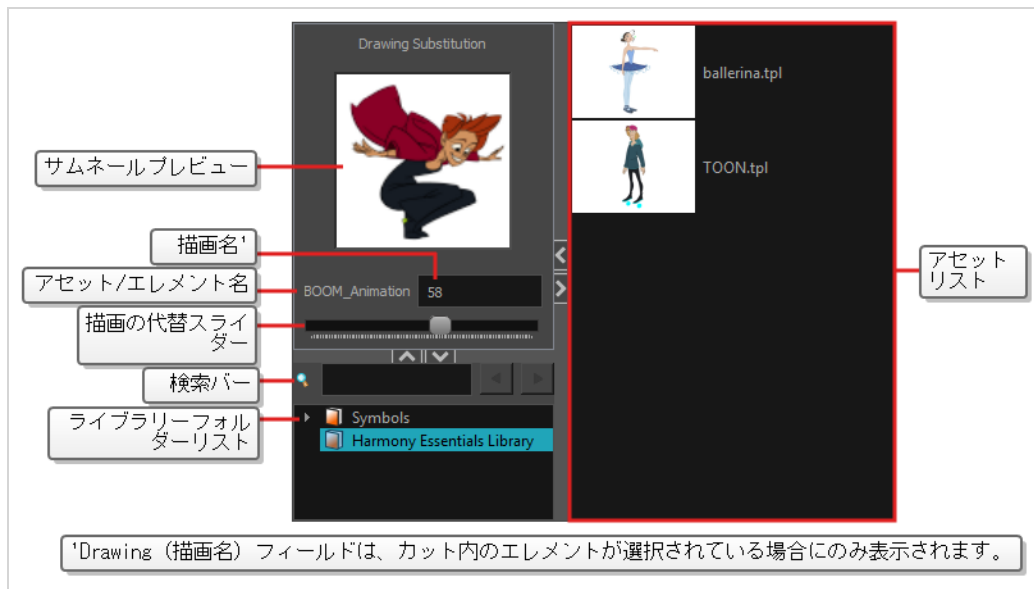 Drawing Substitution
ballerina.tpl
TOON.tpl
サムネールプレビュー
描画名¹
アセット/エレメント名
BOOM_Animation 58
描画の代替スライ
ダー
検索バー
ライブラリーフォル
ダーリスト
Symbols
Harmony Essentials Library
アセット
リスト
¹Drawing（描画名）フィールドは、カット内のエレメントが選択されている場合にのみ表示されます。